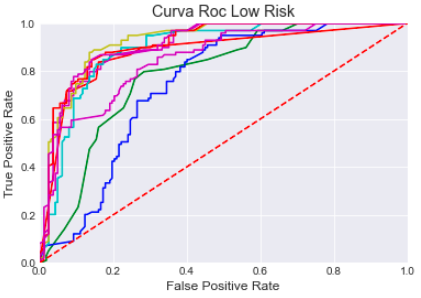 Curva Roc Low Risk
1.0
0.8
0.6
0.4
0.2
0.0
True Positive Rate
0.0 0.2 0.4 0.6 0.8 1.0
False Positive Rate